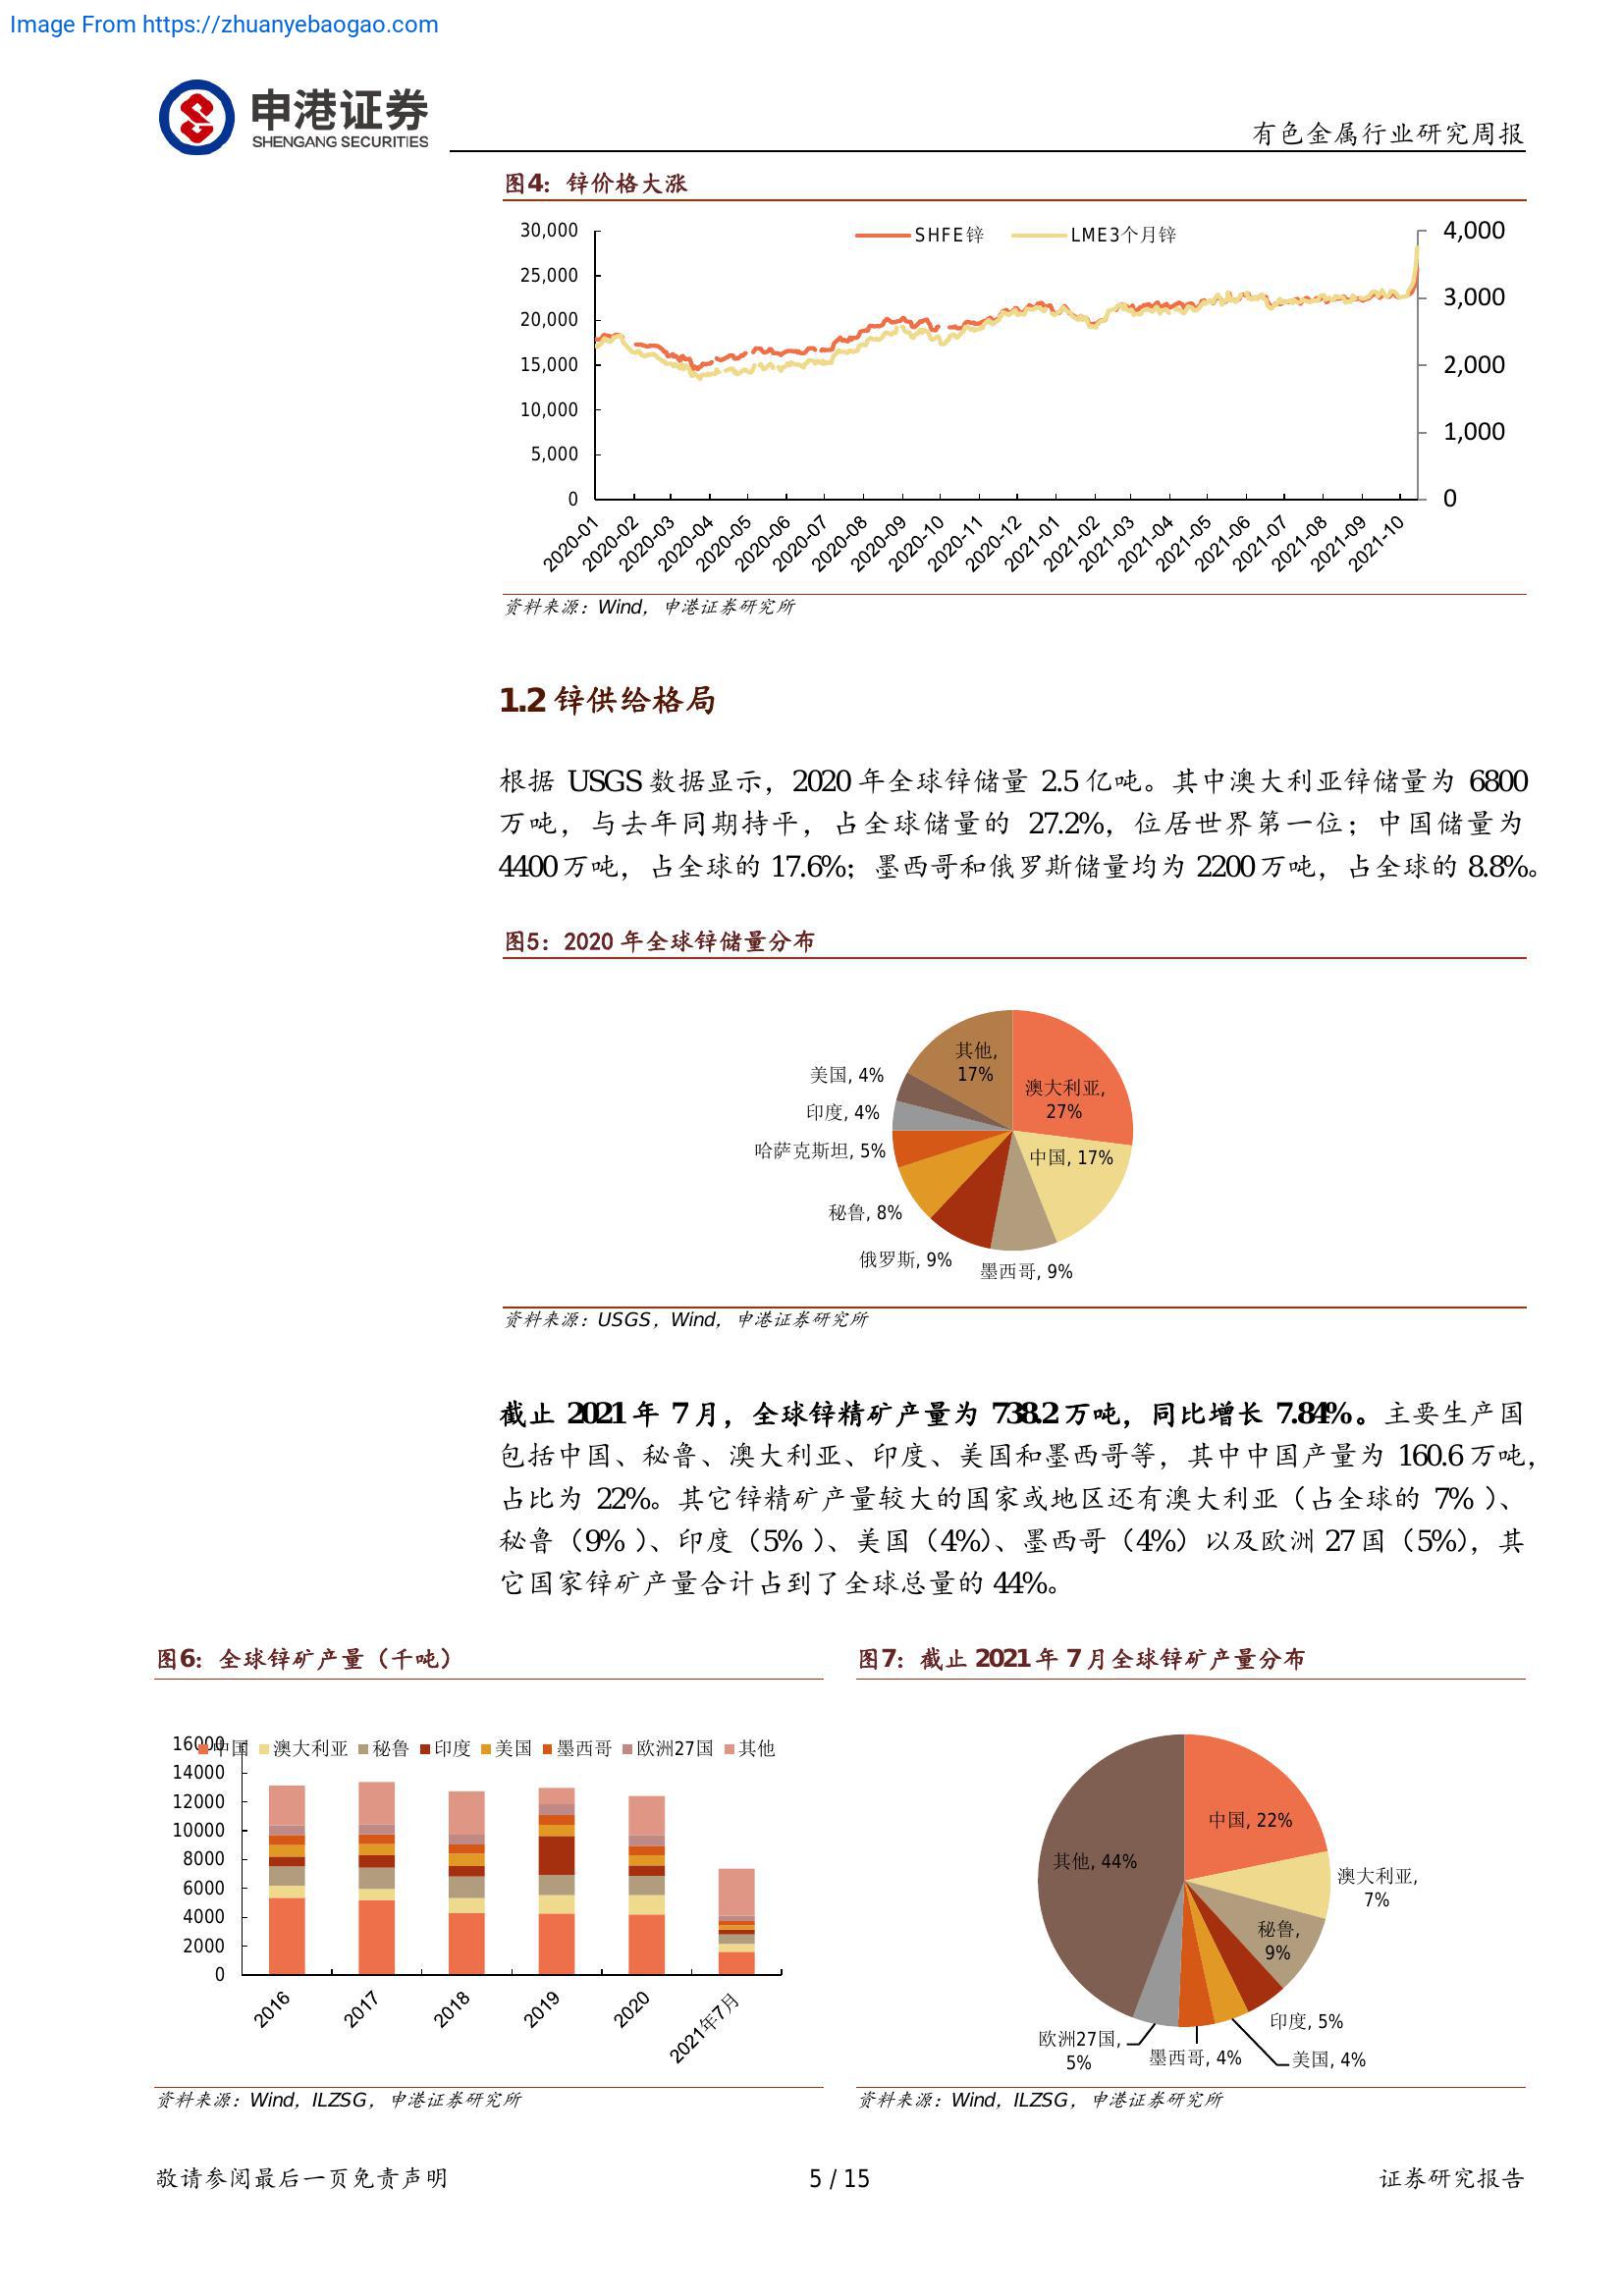 Image From https://zhuanyebaogao.com
申港证券
SHENGANG SECURITIES
有色金属行业研究周报
图4：锌价格大涨
SHFE锌 LME3个月锌
30,000
25,000
20,000
15,000
10,000
5,000
0
4,000
3,000
2,000
1,000
0
2020-01 2020-02 2020-03 2020-04 2020-05 2020-06 2020-07 2020-08 2020-09 2020-10 2020-11 2020-12 2021-01 2021-02 2021-03 2021-04 2021-05 2021-06 2021-07 2021-08 2021-09 2021-10
资料来源：Wind，申港证券研究所
1.2 锌供给格局
根据 USGS 数据显示，2020 年全球锌储量 2.5 亿吨。其中澳大利亚锌储量为 6800
万吨，与去年同期持平，占全球储量的 27.2%，位居世界第一位；中国储量为
4400 万吨，占全球的 17.6%；墨西哥和俄罗斯储量均为 2200 万吨，占全球的 8.8%。
图5：2020 年全球锌储量分布
其他,
17%
澳大利亚,
27%
中国, 17%
墨西哥, 9%
俄罗斯, 9%
秘鲁, 8%
哈萨克斯坦, 5%
印度, 4%
美国, 4%
资料来源：USGS，Wind，申港证券研究所
截止 2021 年 7 月，全球锌精矿产量为 738.2 万吨，同比增长 7.84%。主要生产国
包括中国、秘鲁、澳大利亚、印度、美国和墨西哥等，其中中国产量为 160.6 万吨，
占比为 22%。其它锌精矿产量较大的国家或地区还有澳大利亚（占全球的 7%）、
秘鲁（9%）、印度（5%）、美国（4%）、墨西哥（4%）以及欧洲 27 国（5%），其
它国家锌矿产量合计占到了全球总量的 44%。
图6：全球锌矿产量（千吨）
中国 澳大利亚 秘鲁 印度 美国 墨西哥 欧洲27国 其他
16000
14000
12000
10000
8000
6000
4000
2000
0
2016 2017 2018 2019 2020 2021年7月
资料来源：Wind，ILZSG，申港证券研究所
图7：截止 2021 年 7 月全球锌矿产量分布
中国, 22%
澳大利亚,
7%
秘鲁,
9%
印度, 5%
美国, 4%
墨西哥, 4%
欧洲27国,
5%
其他, 44%
资料来源：Wind，ILZSG，申港证券研究所
敬请参阅最后一页免责声明
5 / 15
证券研究报告